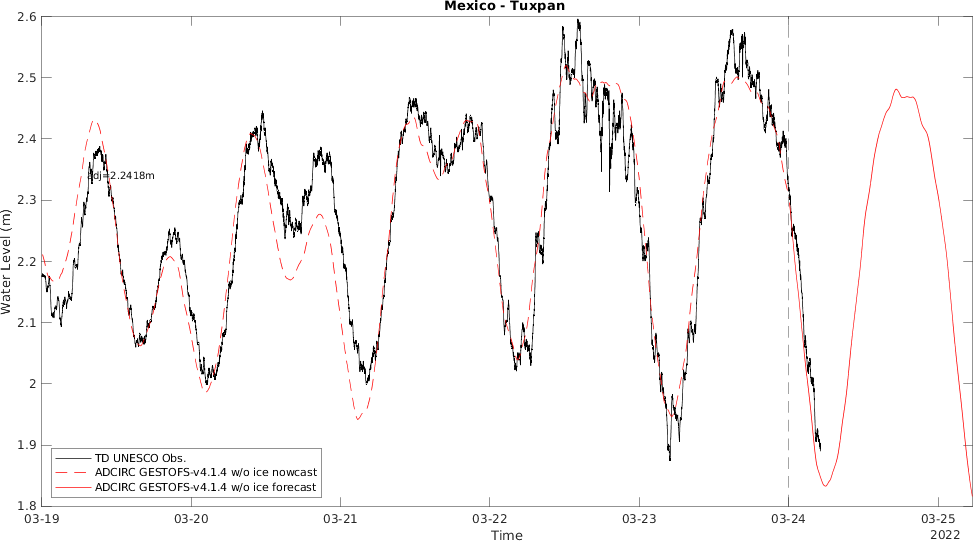 Mexico - Tuxpan
2.6
2.5
2.4
2.3
2.2
2.1
2
1.9
1.8
Water Level (m)
adj=2.2418m
TD UNESCO Obs.
ADCIRC GESTOFS-v4.1.4 w/o ice nowcast
ADCIRC GESTOFS-v4.1.4 w/o ice forecast
03-19 03-20 03-21 03-22 03-23 03-24 03-25
Time
2022